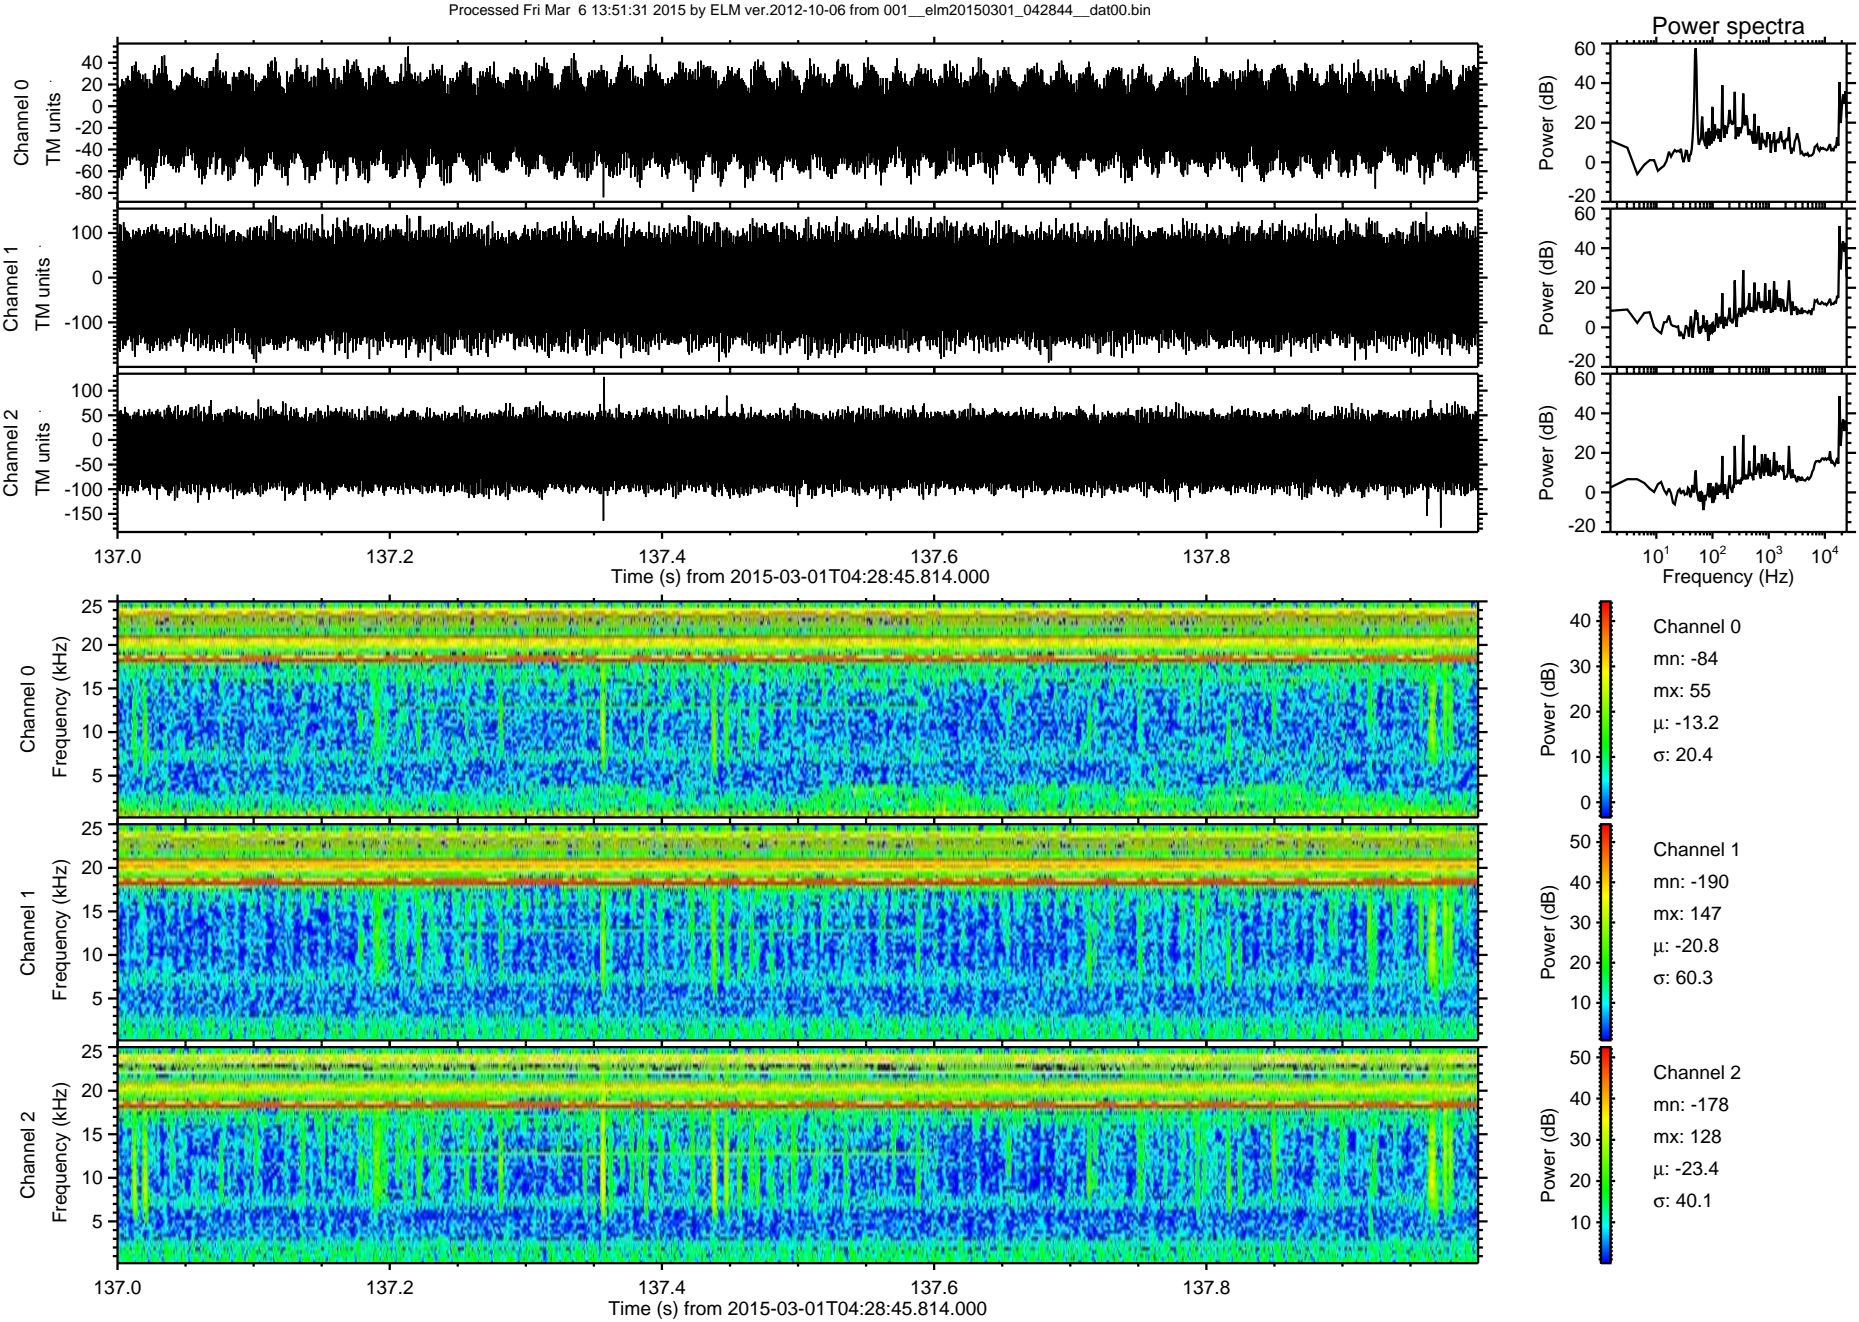 Processed Fri Mar 6 13:51:31 2015 by ELM ver.2012-10-06 from 001__elm20150301_042844__dat00.bin
Power spectra
Channel 0
TM units
40
20
0
-20
-40
-60
-80
Power (dB)
60
40
20
0
-20
Channel 1
TM units
100
0
-100
Power (dB)
60
40
20
0
-20
Channel 2
TM units
100
50
0
-50
-100
-150
Power (dB)
60
40
20
0
-20
137.0 137.2 137.4 137.6 137.8
Time (s) from 2015-03-01T04:28:45.814.000
10^1 10^2 10^3 10^4
Frequency (Hz)
Channel 0
Frequency (kHz)
25
20
15
10
5
Power (dB)
40
30
20
10
0
Channel 0
mn: -84
mx: 55
μ: -13.2
σ: 20.4
Channel 1
Frequency (kHz)
25
20
15
10
5
Power (dB)
50
40
30
20
10
Channel 1
mn: -190
mx: 147
μ: -20.8
σ: 60.3
Channel 2
Frequency (kHz)
25
20
15
10
5
Power (dB)
50
40
30
20
10
Channel 2
mn: -178
mx: 128
μ: -23.4
σ: 40.1
137.0 137.2 137.4 137.6 137.8
Time (s) from 2015-03-01T04:28:45.814.000